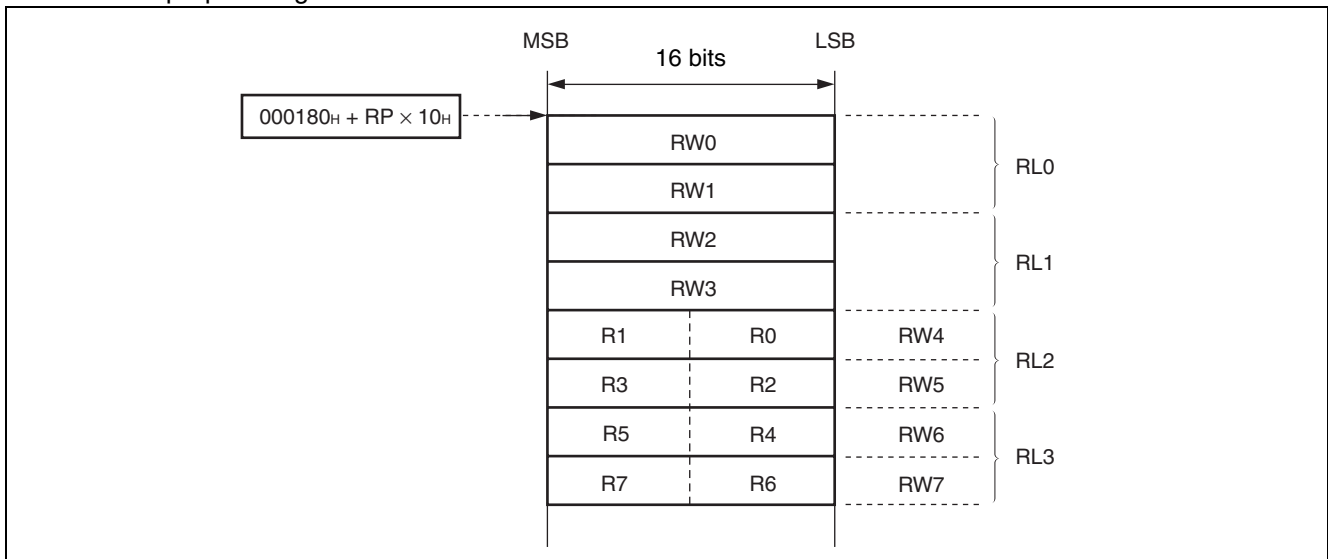 MSB LSB
16 bits
000180H + RP × 10H
RW0
RL0
RW1
RW2
RL1
RW3
R1 R0 RW4
RL2
R3 R2 RW5
R5 R4 RW6
RL3
R7 R6 RW7